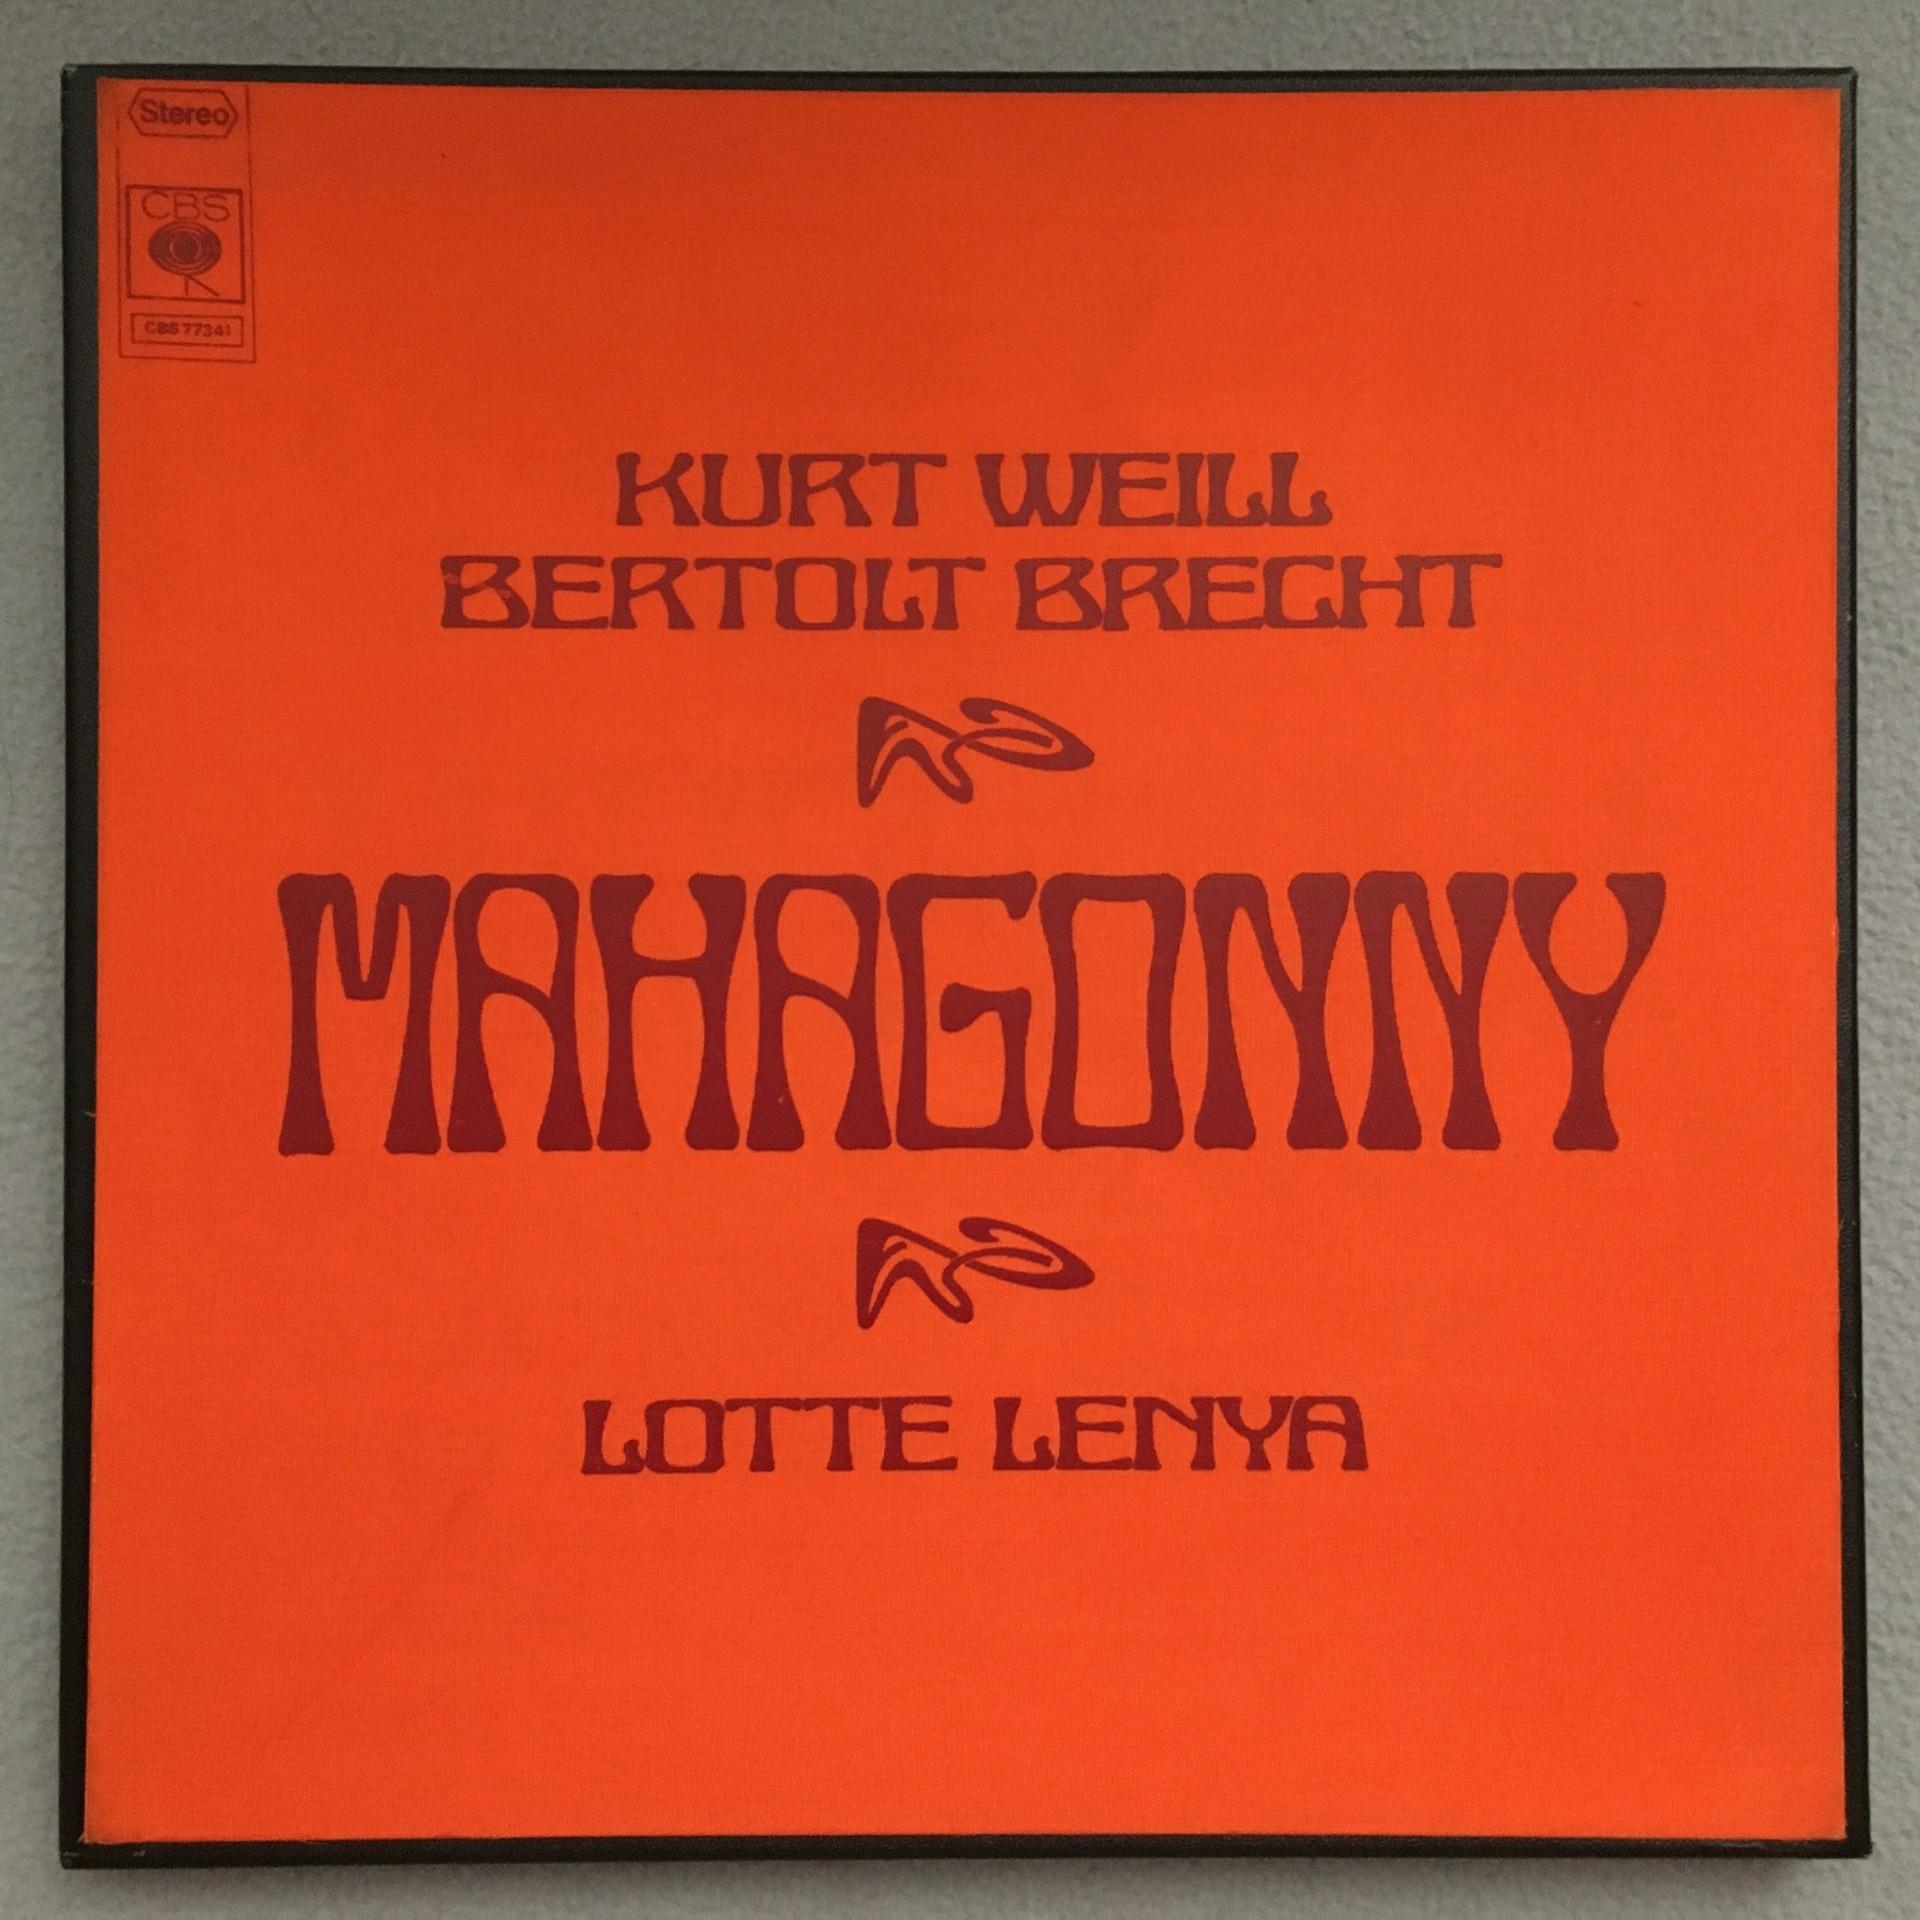 Stereo
CBS
CBS 77341
KURT WEILL
BERTOLT BRECHT
MAHAGONNY
LOTTE LENYA